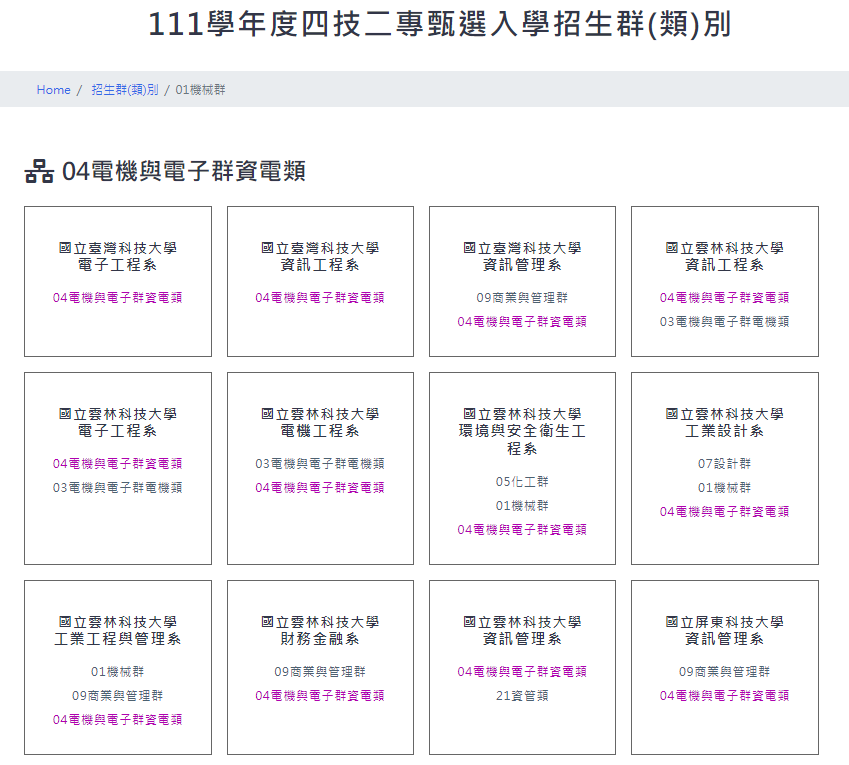 111學年度四技二專甄選入學招生群(類)別
Home / 招生群(類)別 / 01機械群
04電機與電子群資電類
國立臺灣科技大學
電子工程系
04電機與電子群資電類
國立臺灣科技大學
資訊工程系
04電機與電子群資電類
國立臺灣科技大學
資訊管理系
09商業與管理群
04電機與電子群資電類
國立雲林科技大學
資訊工程系
04電機與電子群資電類
03電機與電子群電機類
國立雲林科技大學
電子工程系
04電機與電子群資電類
03電機與電子群電機類
國立雲林科技大學
電機工程系
03電機與電子群電機類
04電機與電子群資電類
國立雲林科技大學
環境與安全衛生工
程系
05化工群
01機械群
04電機與電子群資電類
國立雲林科技大學
工業設計系
07設計群
01機械群
04電機與電子群資電類
國立雲林科技大學
工業工程與管理系
01機械群
09商業與管理群
04電機與電子群資電類
國立雲林科技大學
財務金融系
09商業與管理群
04電機與電子群資電類
國立雲林科技大學
資訊管理系
04電機與電子群資電類
21資管類
國立屏東科技大學
資訊管理系
09商業與管理群
04電機與電子群資電類